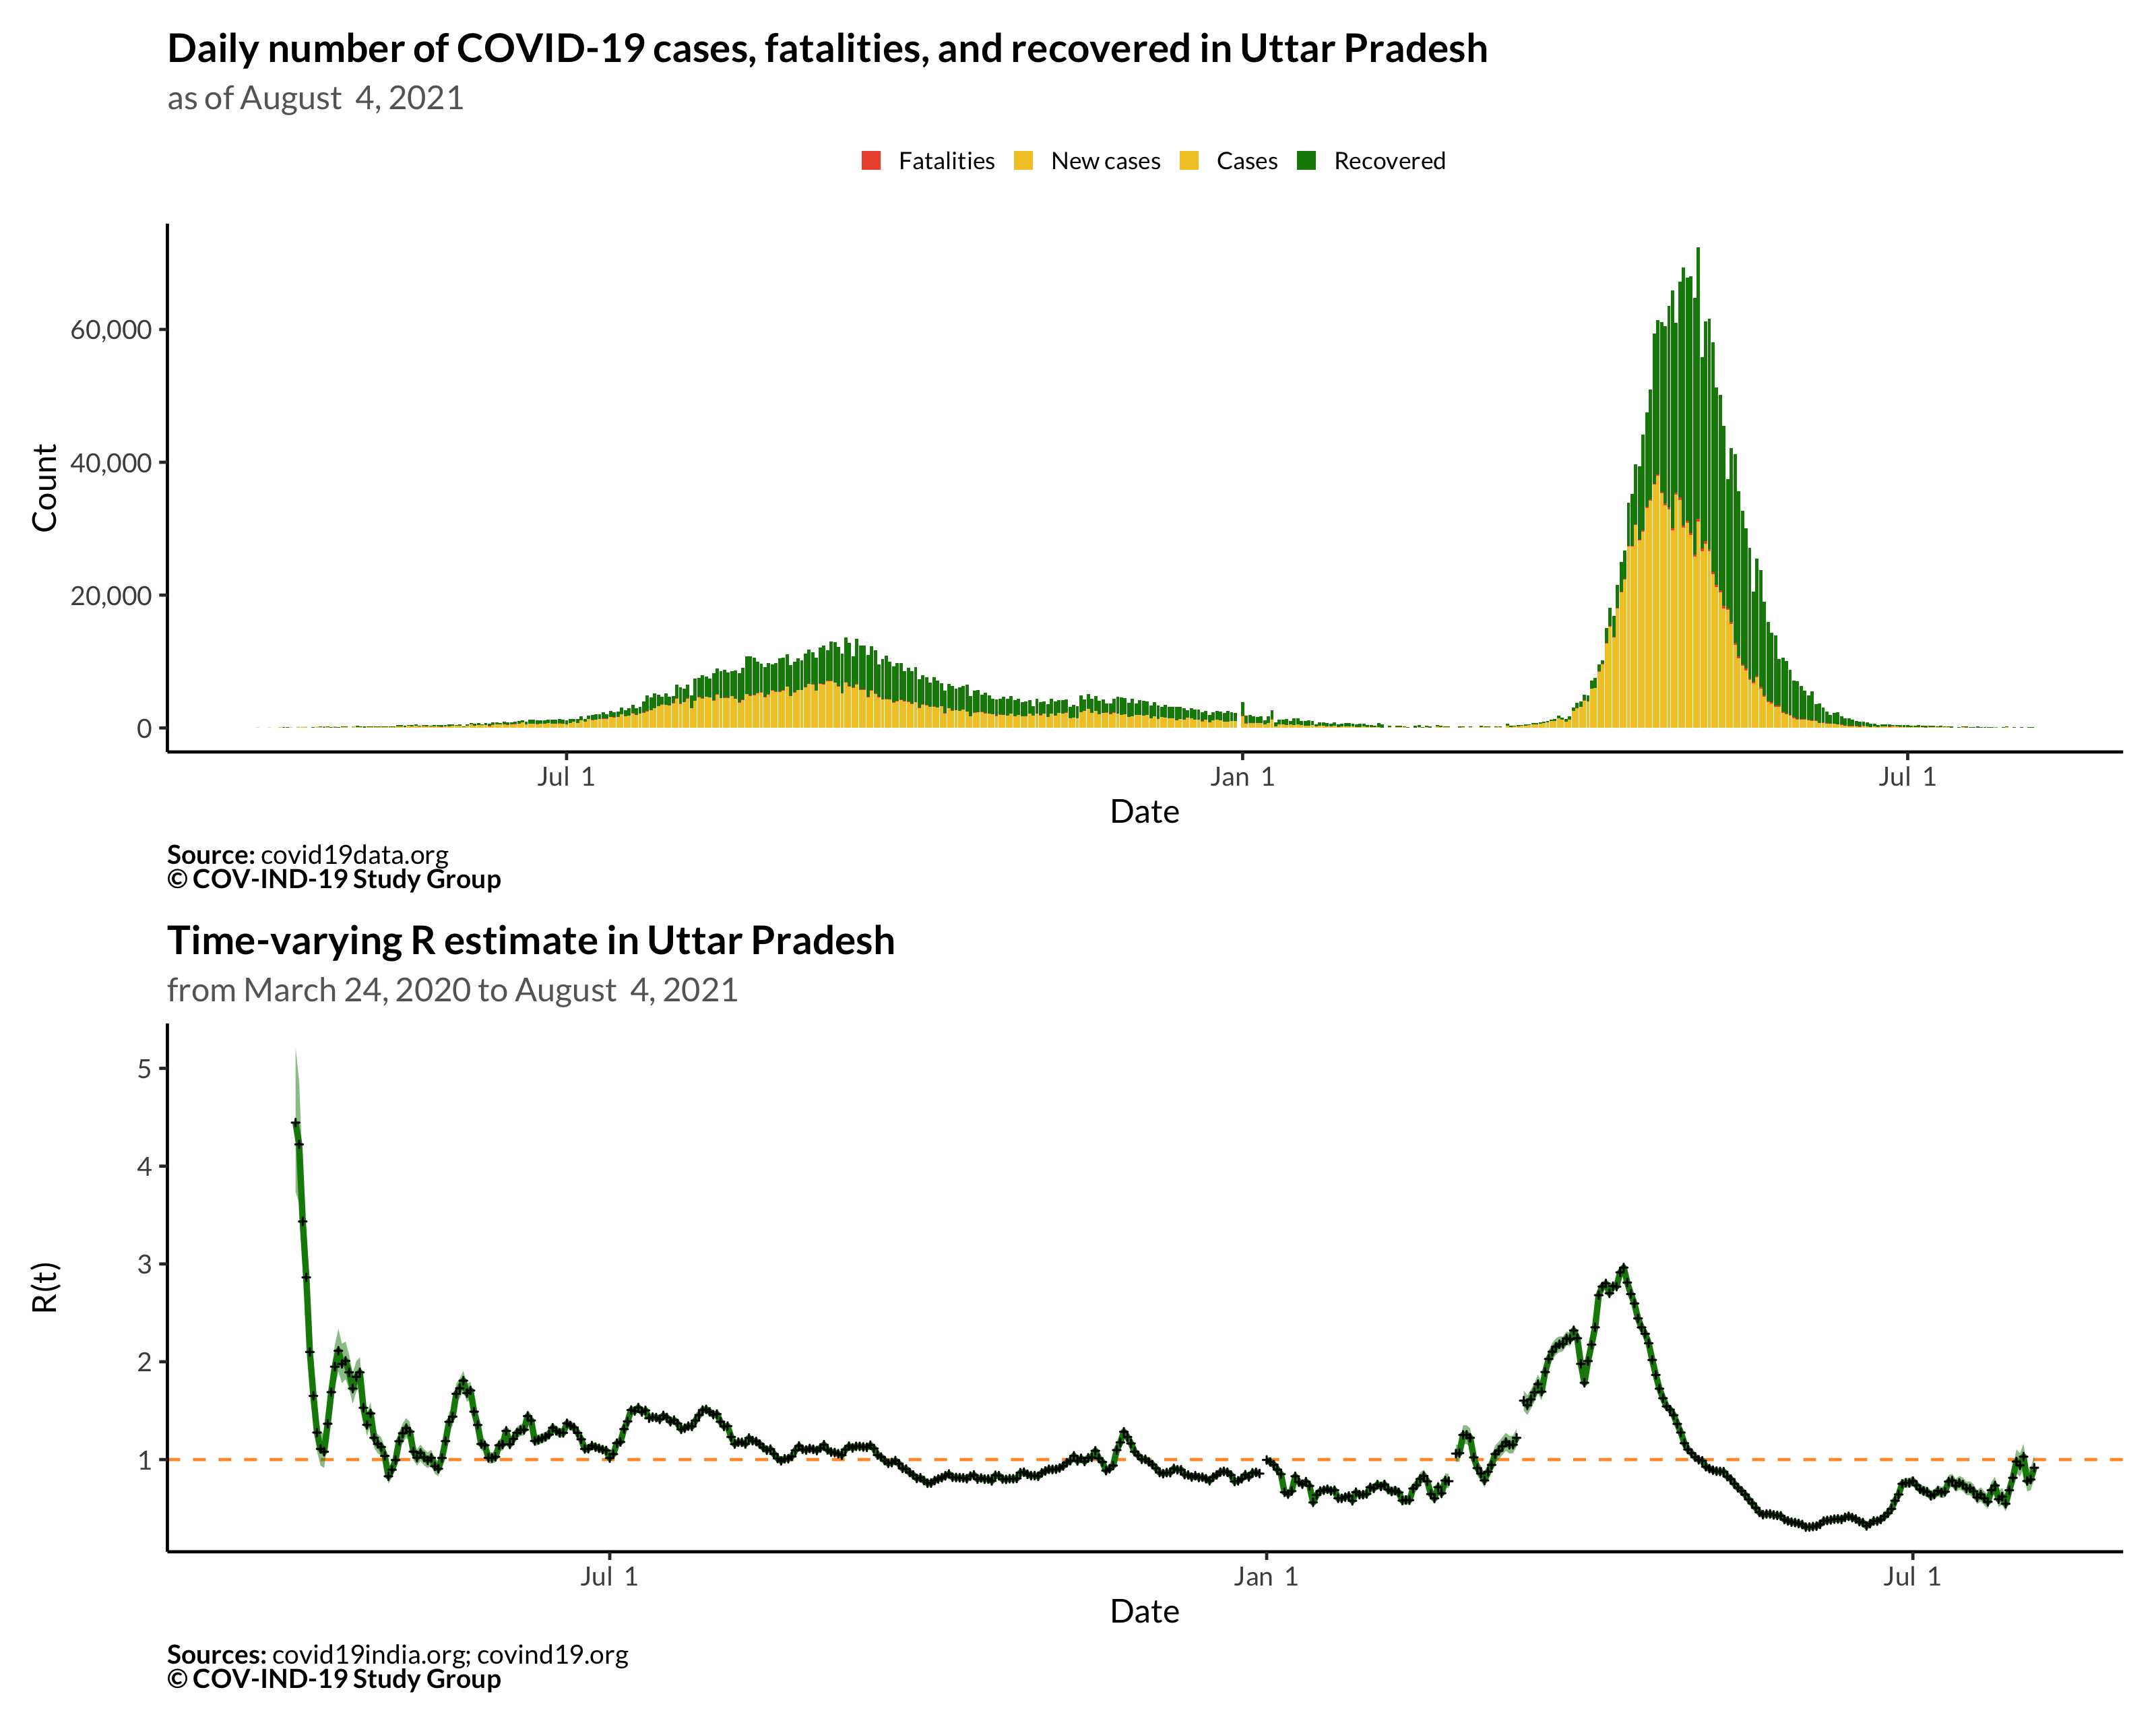 Daily number of COVID-19 cases, fatalities, and recovered in Uttar Pradesh
as of August  4, 2021
Fatalities New cases Cases Recovered
Count
60,000
40,000
20,000
0
Jul  1 Jan  1 Jul  1
Date
Source: covid19data.org
© COV-IND-19 Study Group
Time-varying R estimate in Uttar Pradesh
from March 24, 2020 to August  4, 2021
R(t)
5
4
3
2
1
Jul  1 Jan  1 Jul  1
Date
Sources: covid19india.org; covind19.org
© COV-IND-19 Study Group